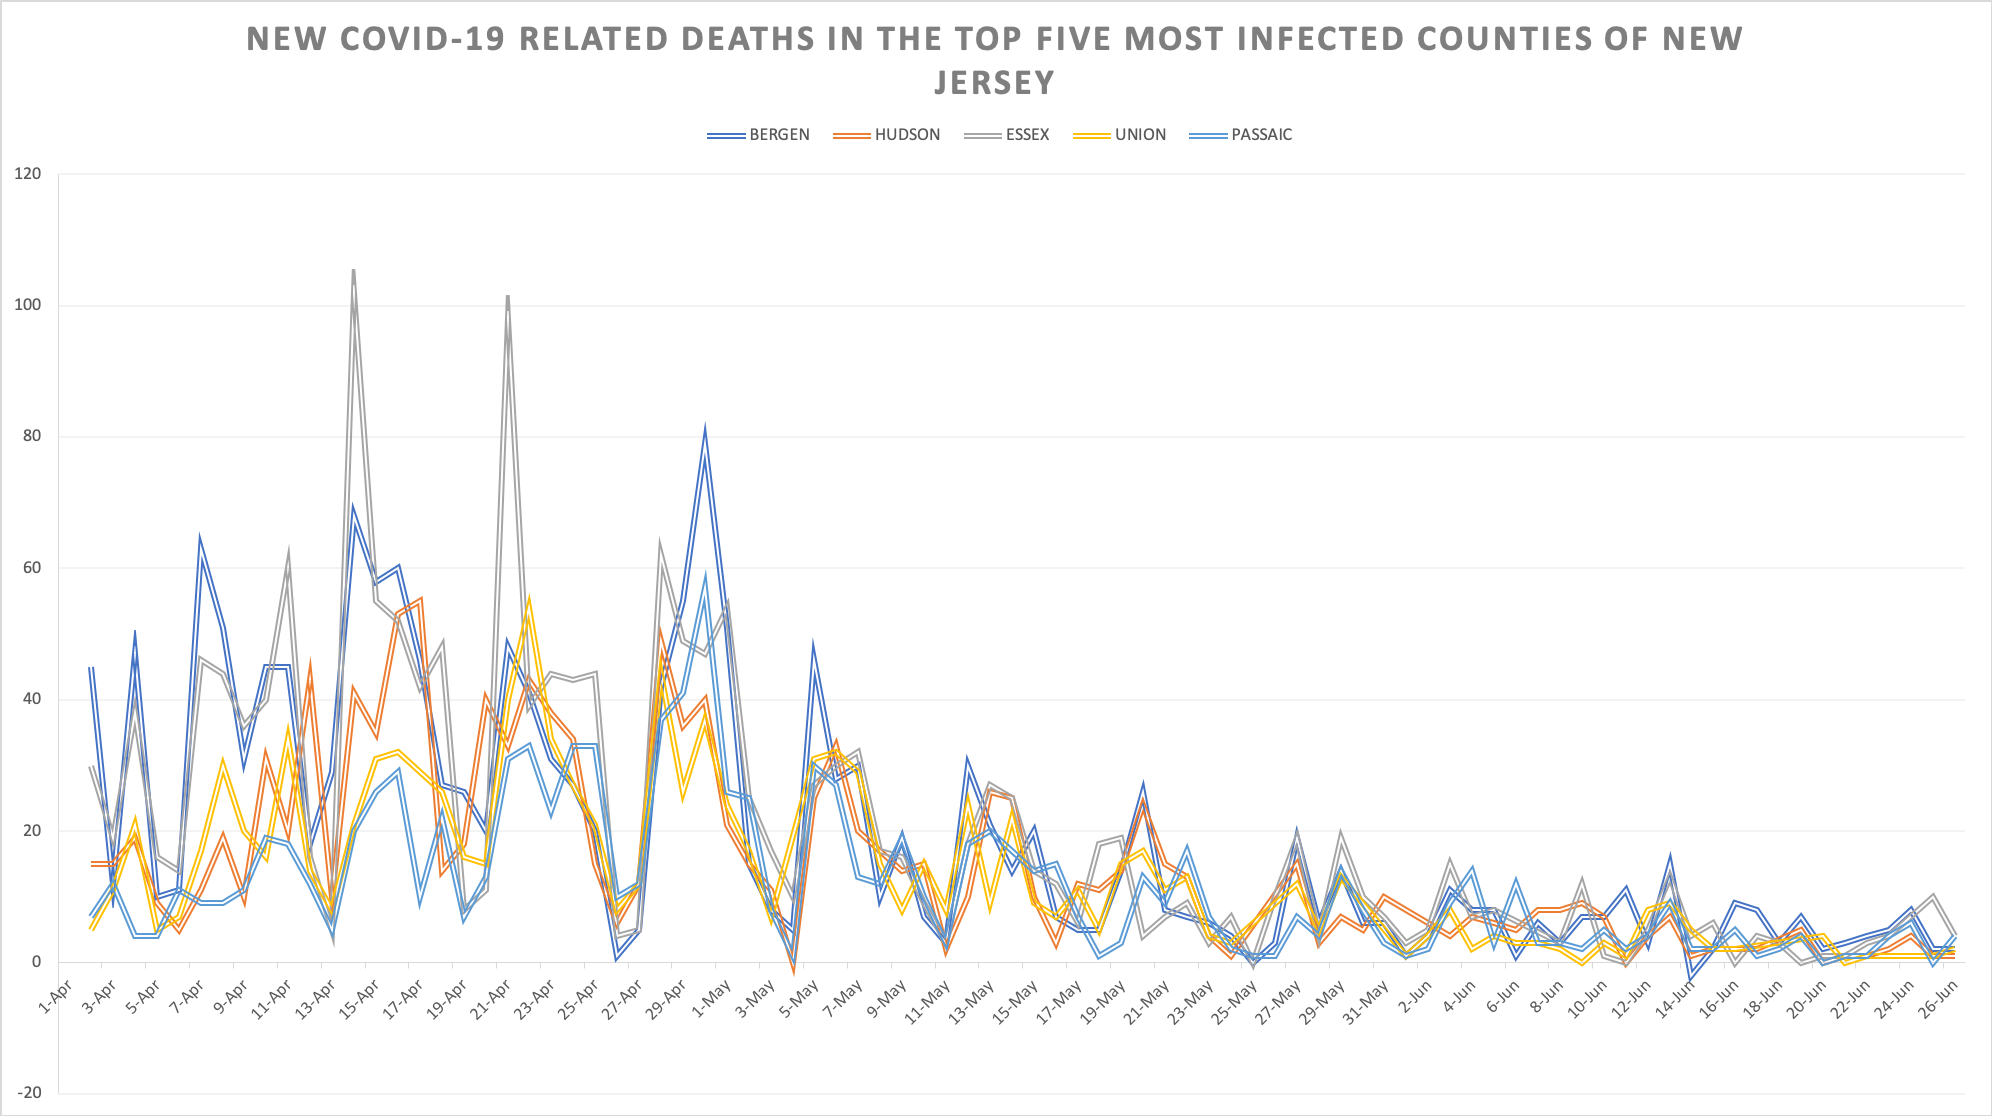 NEW COVID-19 RELATED DEATHS IN THE TOP FIVE MOST INFECTED COUNTIES OF NEW
JERSEY
BERGEN HUDSON ESSEX UNION PASSAIC
120
100
80
60
40
20
0
-20
1-Apr 3-Apr 5-Apr 7-Apr 9-Apr 11-Apr 13-Apr 15-Apr 17-Apr 19-Apr 21-Apr 23-Apr 25-Apr 27-Apr 29-Apr 1-May 3-May 5-May 7-May 9-May 11-May 13-May 15-May 17-May 19-May 21-May 23-May 25-May 27-May 29-May 31-May 2-Jun 4-Jun 6-Jun 8-Jun 10-Jun 12-Jun 14-Jun 16-Jun 18-Jun 20-Jun 22-Jun 24-Jun 26-Jun